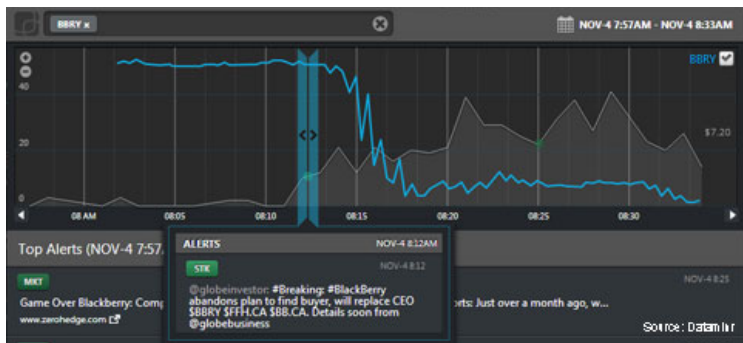 BBRY x
NOV-4 7:57AM - NOV-4 8:33AM
BBRY
40
20
$7.20
0
08 AM
08:05
08:10
08:15
08:20
08:25
08:30
Top Alerts (NOV-4 7:57
ALERTS
NOV-4 8:12AM
STK
NOV-4 8:12
@globeinvestor: #Breaking: #BlackBerry
abandons plan to find buyer, will replace CEO
$BBRY $FFH.CA $BB.CA. Details soon from
@globebusiness
MKT
NOV-4 8:25
Game Over Blackberry: Comp
orts: Just over a month ago, w...
www.zerohedge.com
Source: Dataminr